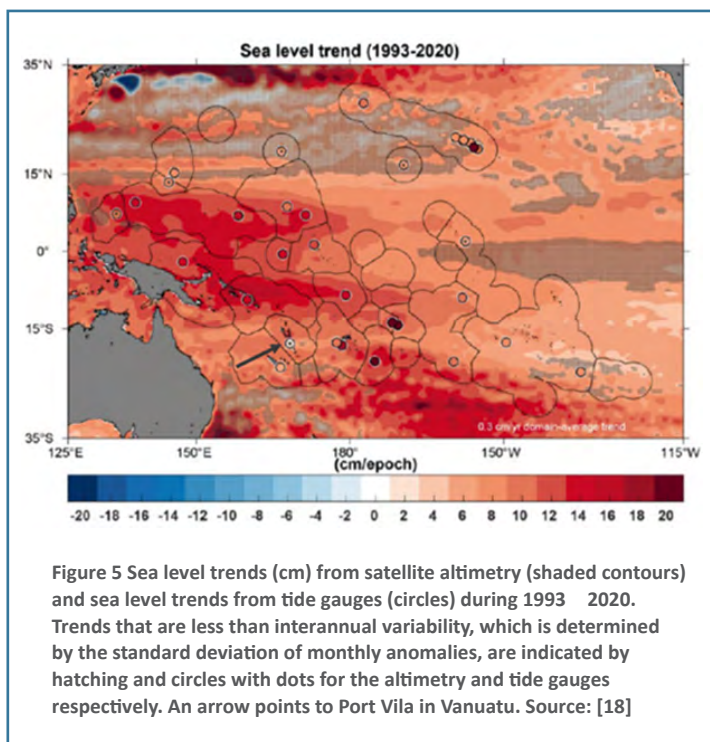 Sea level trend (1993-2020)
35°N
15°N
0°
15°S
35°S
125°E 150°E 180° 150°W 115°W
(cm/epoch)
0.3 cm/yr domain-average trend
-20 -18 -16 -14 -12 -10 -8 -6 -4 -2 0 2 4 6 8 10 12 14 16 18 20
Figure 5 Sea level trends (cm) from satellite altimetry (shaded contours)
and sea level trends from tide gauges (circles) during 1993 2020.
Trends that are less than interannual variability, which is determined
by the standard deviation of monthly anomalies, are indicated by
hatching and circles with dots for the altimetry and tide gauges
respectively. An arrow points to Port Vila in Vanuatu. Source: [18]